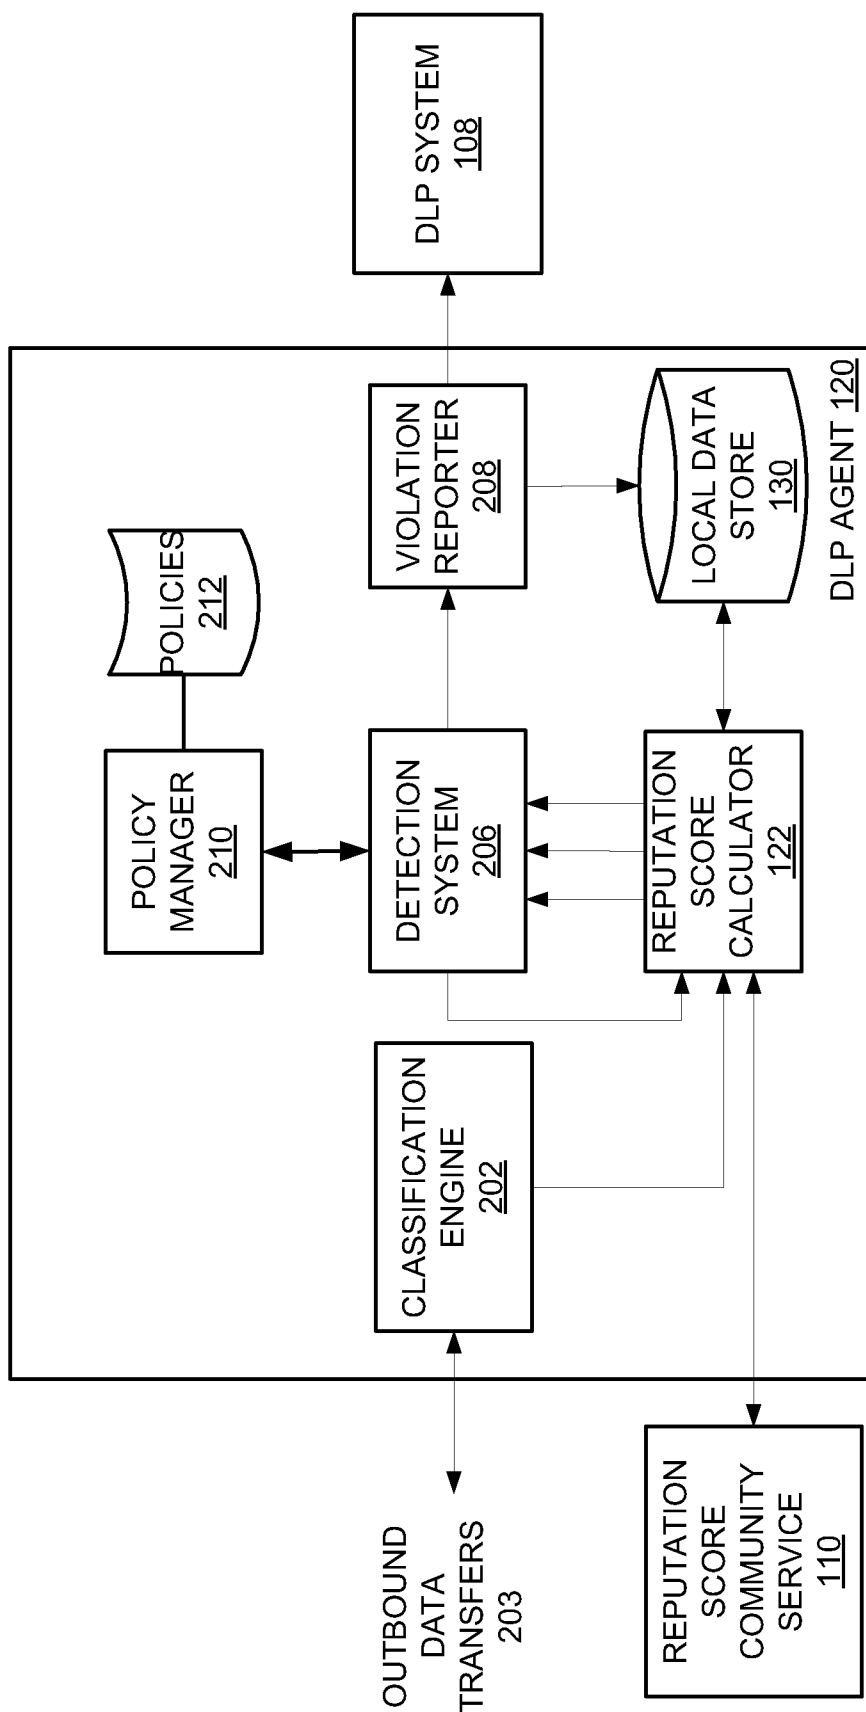 POLICY
MANAGER
210
POLICIES
212
OUTBOUND
DATA
TRANSFERS
203
CLASSIFICATION
ENGINE
202
DETECTION
SYSTEM
206
VIOLATION
REPORTER
208
DLP SYSTEM
108
REPUTATION
SCORE
COMMUNITY
SERVICE
110
REPUTATION
SCORE
CALCULATOR
122
LOCAL DATA
STORE
130
DLP AGENT 120